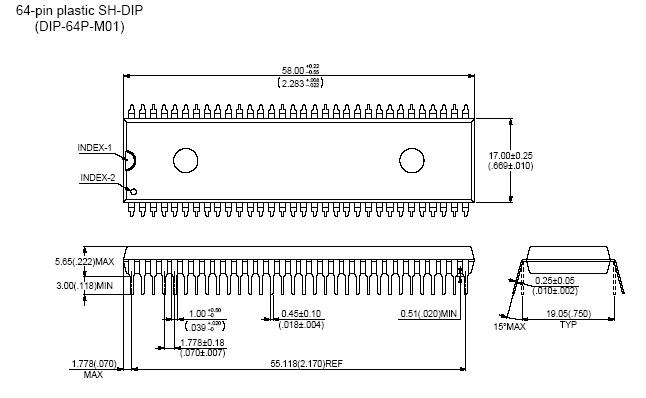 64-pin plastic SH-DIP
(DIP-64P-M01)
58.00 +0.22 -0.55
(2.283 +.008 -.022)
INDEX-1
INDEX-2
17.00±0.25
(.669±.010)
5.65(.222)MAX
3.00(.118)MIN
1.00 +0.50 -0
(.039 +.020 -0)
0.45±0.10
(.018±.004)
0.51(.020)MIN
0.25±0.05
(.010±.002)
15°MAX
19.05(.750)
TYP
1.778±0.18
(.070±.007)
1.778(.070)
MAX
55.118(2.170)REF